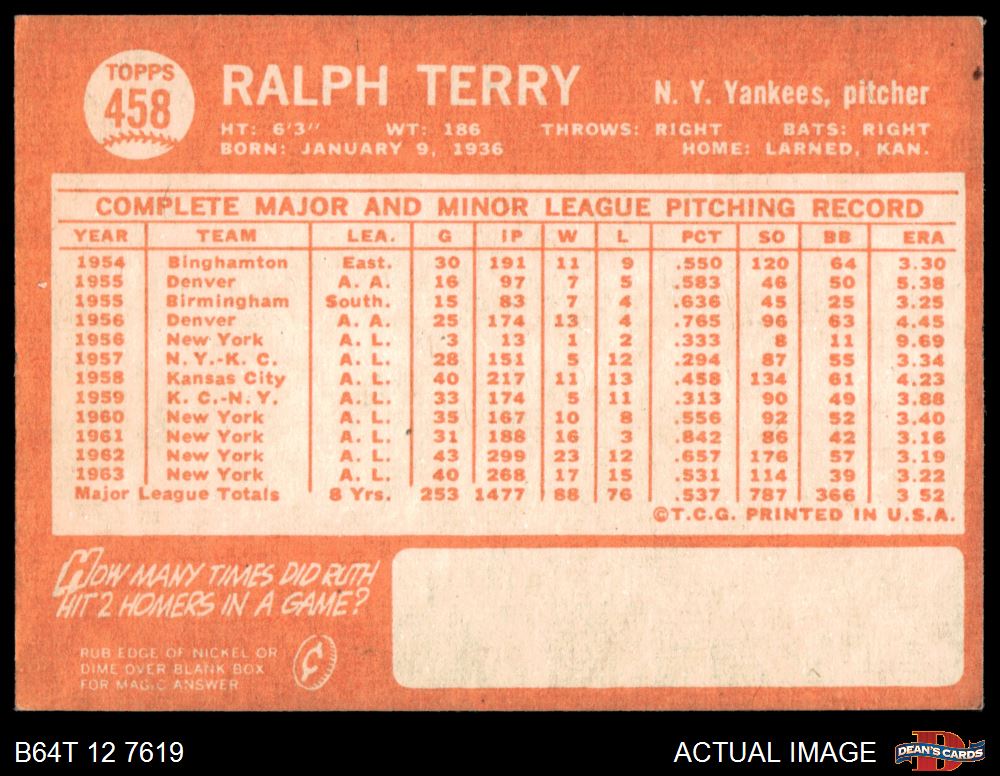 TOPPS
458
RALPH TERRY
N. Y. Yankees, pitcher
HT: 6'3" WT: 186 THROWS: RIGHT BATS: RIGHT
BORN: JANUARY 9, 1936 HOME: LARNED, KAN.
COMPLETE MAJOR AND MINOR LEAGUE PITCHING RECORD
YEAR TEAM LEA. G IP W L PCT SO BB ERA
1954 Binghamton East. 30 191 11 9 .550 120 64 3.30
1955 Denver A. A. 16 97 7 5 .583 46 50 5.38
1955 Birmingham South. 15 83 7 4 .636 45 25 3.25
1956 Denver A. A. 25 174 13 4 .765 96 63 4.45
1956 New York A. L. 3 13 1 2 .333 8 11 9.69
1957 N. Y.-K. C. A. L. 28 151 5 12 .294 87 55 3.34
1958 Kansas City A. L. 40 217 11 13 .458 134 61 4.23
1959 K. C.-N. Y. A. L. 33 174 5 11 .313 90 49 3.88
1960 New York A. L. 35 167 10 8 .556 92 52 3.40
1961 New York A. L. 31 188 16 3 .842 86 42 3.16
1962 New York A. L. 43 299 23 12 .657 176 57 3.19
1963 New York A. L. 40 268 17 15 .531 114 39 3.22
Major League Totals 8 Yrs. 253 1477 88 76 .537 787 366 3 52
©T.C.G. PRINTED IN U.S.A.
HOW MANY TIMES DID RUTH
HIT 2 HOMERS IN A GAME?
RUB EDGE OF NICKEL OR
DIME OVER BLANK BOX
FOR MAGIC ANSWER
B64T 12 7619
ACTUAL IMAGE
DEAN'S CARDS